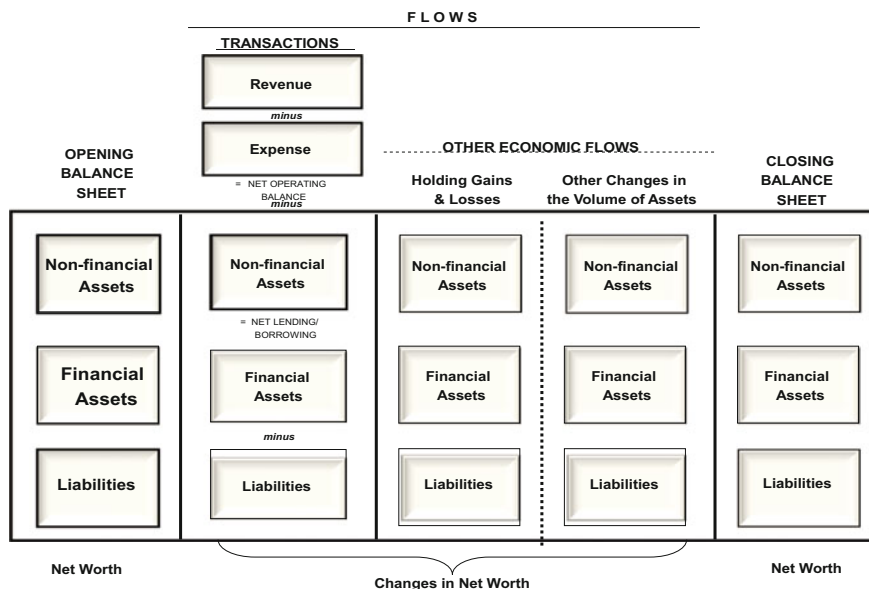 F L O W S
TRANSACTIONS
Revenue
minus
Expense
= NET OPERATING
BALANCE
minus
OTHER ECONOMIC FLOWS
OPENING
BALANCE
SHEET
Holding Gains
& Losses
Other Changes in
the Volume of Assets
CLOSING
BALANCE
SHEET
Non-financial
Assets
Non-financial
Assets
Non-financial
Assets
Non-financial
Assets
Non-financial
Assets
= NET LENDING/
BORROWING
Financial
Assets
Financial
Assets
Financial
Assets
Financial
Assets
Financial
Assets
minus
Liabilities
Liabilities
Liabilities
Liabilities
Liabilities
Net Worth
Changes in Net Worth
Net Worth